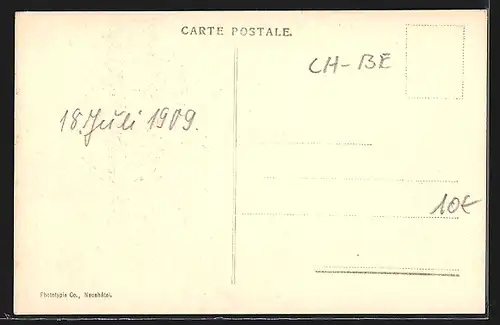 CARTE POSTALE.
CH-BE
18. Juli 1909.
10€
Phototypie Co., Neuchâtel.